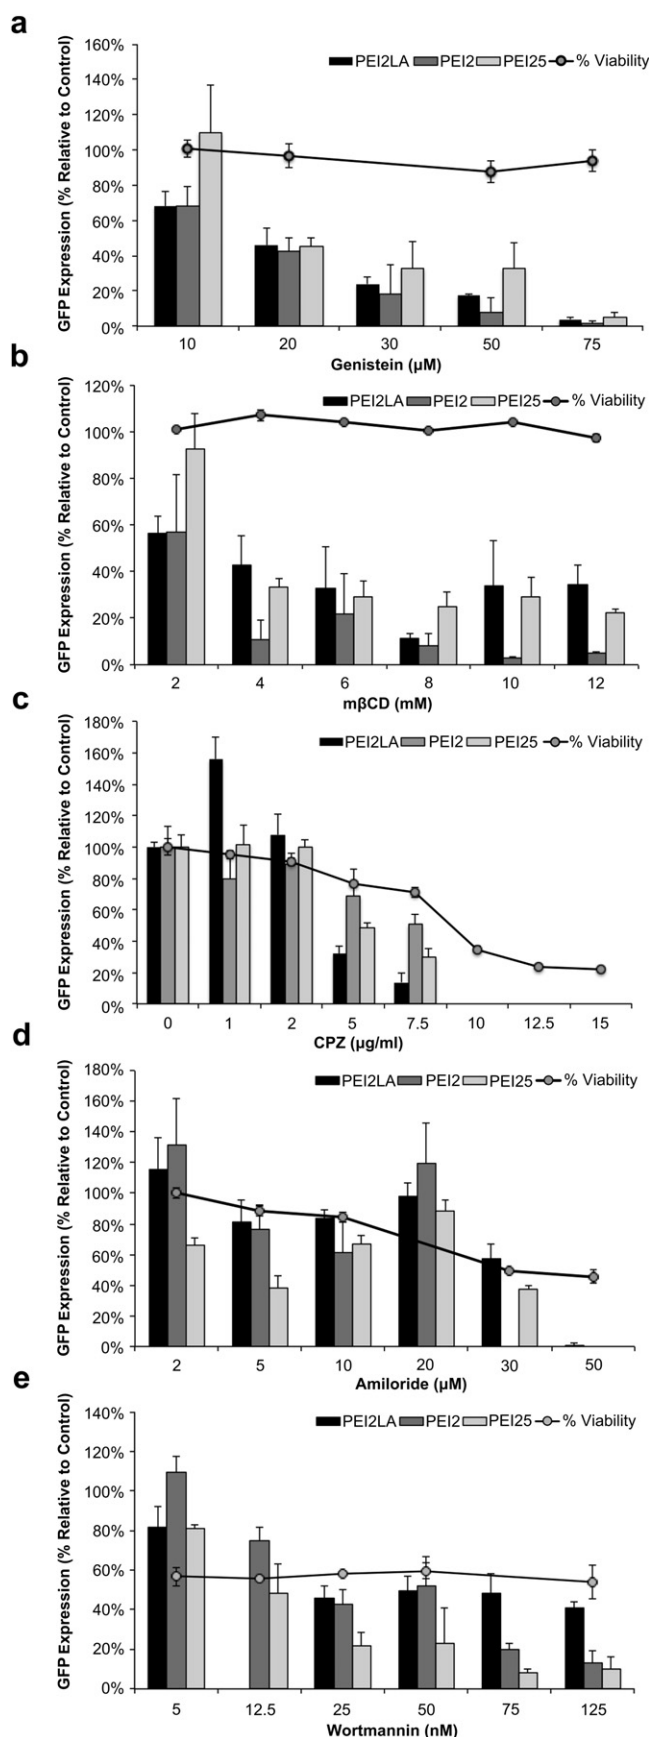 a
GFP Expression (% Relative to Control)
160%
140%
120%
100%
80%
60%
40%
20%
0%
PEI2LA PEI2 PEI25 % Viability
10 20 30 50 75
Genistein (µM)
b
GFP Expression (% Relative to Control)
120%
100%
80%
60%
40%
20%
0%
PEI2LA PEI2 PEI25 % Viability
2 4 6 8 10 12
mβCD (mM)
c
GFP Expression (% Relative to Control)
180%
160%
140%
120%
100%
80%
60%
40%
20%
0%
PEI2LA PEI2 PEI25 % Viability
0 1 2 5 7.5 10 12.5 15
CPZ (µg/ml)
d
GFP Expression (% Relative to Control)
180%
160%
140%
120%
100%
80%
60%
40%
20%
0%
PEI2LA PEI2 PEI25 % Viability
2 5 10 20 30 50
Amiloride (µM)
e
GFP Expression (% Relative to Control)
140%
120%
100%
80%
60%
40%
20%
0%
PEI2LA PEI2 PEI25 % Viability
5 12.5 25 50 75 125
Wortmannin (nM)